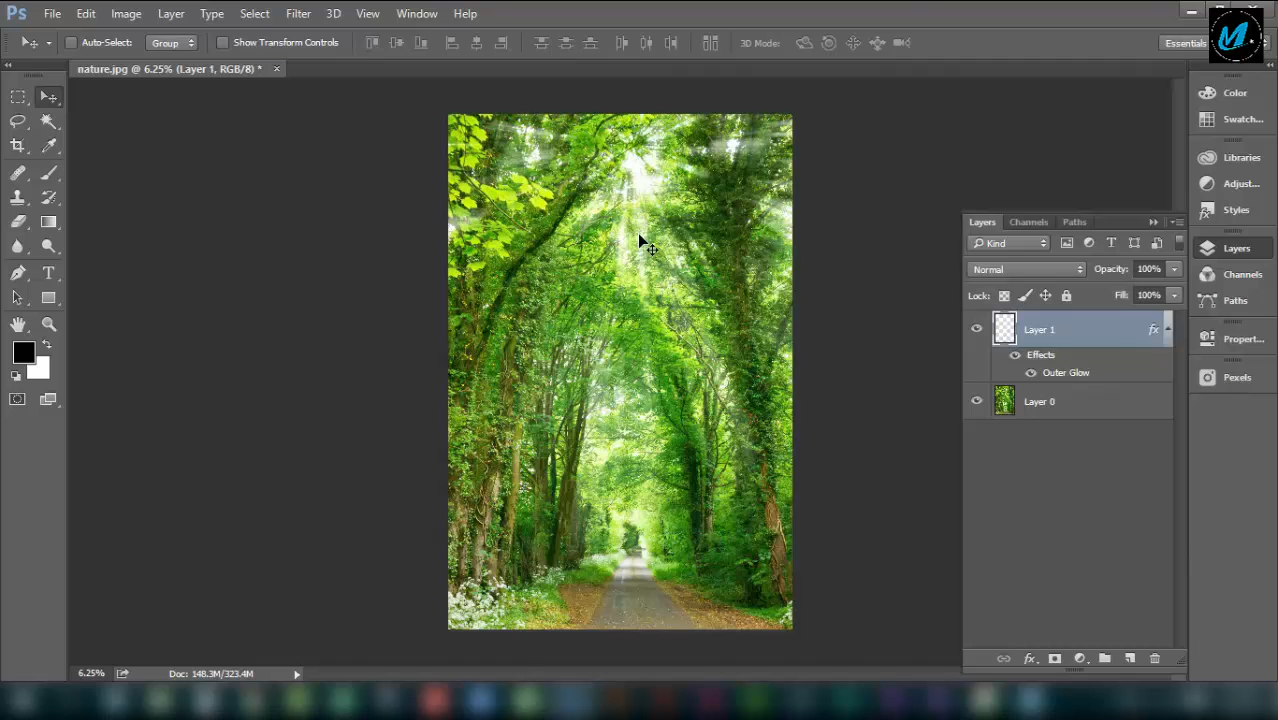 Ps File Edit Image Layer Type Select Filter 3D View Window Help
Auto-Select: Group Show Transform Controls 3D Mode: Essentials
nature.jpg @ 6.25% (Layer 1, RGB/8) * ×
Color
Swatch...
Libraries
Adjust...
Styles
Layers
Channels
Paths
Propert...
Pexels
Layers Channels Paths
Kind
Normal Opacity: 100%
Lock: Fill: 100%
Layer 1 fx
Effects
Outer Glow
Layer 0
fx
6.25% Doc: 148.3M/323.4M